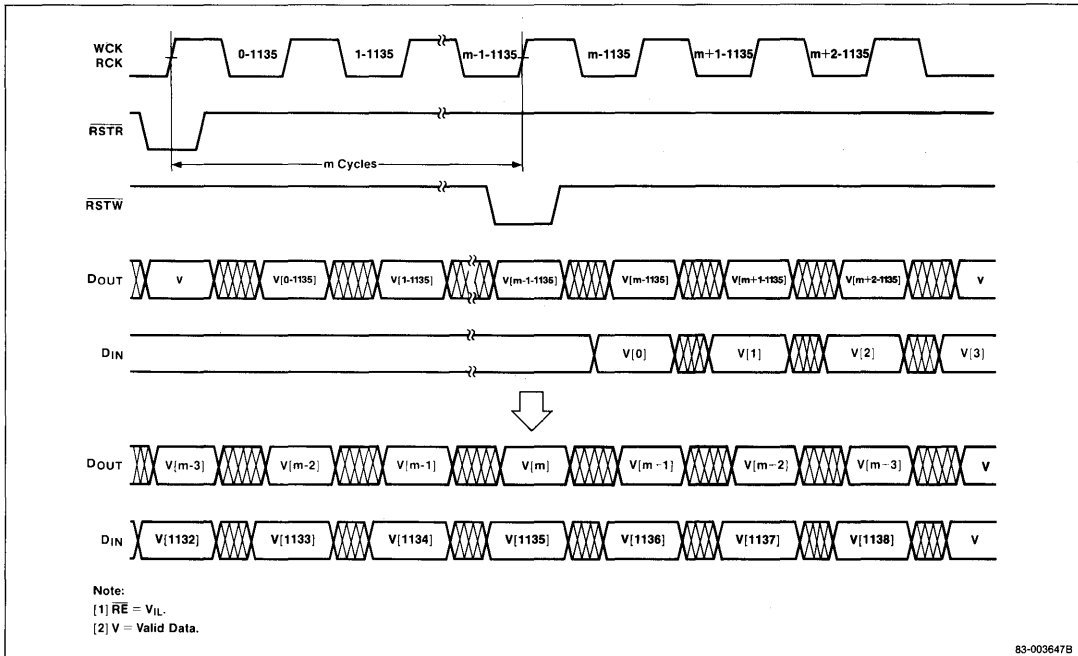 WCK
RCK
0-1135 1-1135 m-1-1135 m-1135 m+1-1135 m+2-1135
RSTR
m Cycles
RSTW
DOUT V V[0-1135] V[1-1135] V[m-1-1136] V[m-1135] V[m+1-1135] V[m+2-1135] V
DIN V[0] V[1] V[2] V[3]
DOUT V[m-3] V[m-2] V[m-1] V[m] V[m-1] V[m-2] V[m-3] V
DIN V[1132] V[1133] V[1134] V[1135] V[1136] V[1137] V[1138] V
Note:
[1] RE = VIL.
[2] V = Valid Data.
83-003647B